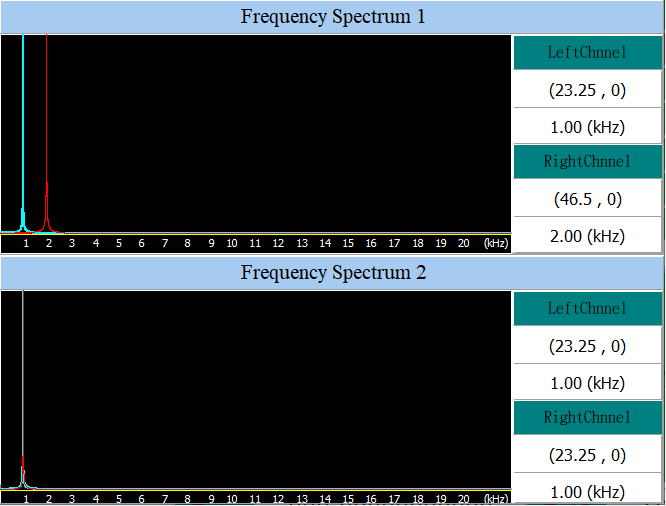 Frequency Spectrum 1
LeftChnnel
(23.25 , 0)
1.00 (kHz)
RightChnnel
(46.5 , 0)
2.00 (kHz)
1 2 3 4 5 6 7 8 9 10 11 12 13 14 15 16 17 18 19 20 (kHz)
Frequency Spectrum 2
LeftChnnel
(23.25 , 0)
1.00 (kHz)
RightChnnel
(23.25 , 0)
1.00 (kHz)
1 2 3 4 5 6 7 8 9 10 11 12 13 14 15 16 17 18 19 20 (kHz)